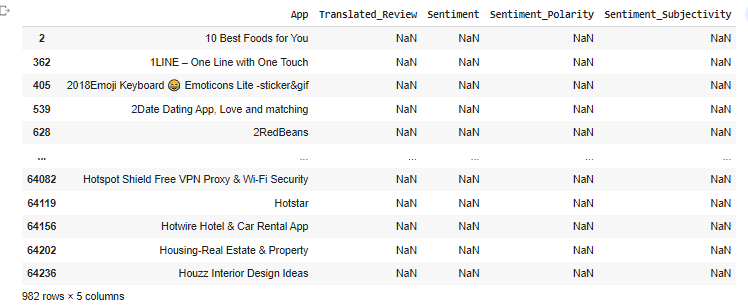 App Translated_Review Sentiment Sentiment_Polarity Sentiment_Subjectivity
2 10 Best Foods for You NaN NaN NaN NaN
362 1LINE – One Line with One Touch NaN NaN NaN NaN
405 2018Emoji Keyboard 😂 Emoticons Lite -sticker&gif NaN NaN NaN NaN
539 2Date Dating App, Love and matching NaN NaN NaN NaN
628 2RedBeans NaN NaN NaN NaN
... ... ... ... ... ...
64082 Hotspot Shield Free VPN Proxy & Wi-Fi Security NaN NaN NaN NaN
64119 Hotstar NaN NaN NaN NaN
64156 Hotwire Hotel & Car Rental App NaN NaN NaN NaN
64202 Housing-Real Estate & Property NaN NaN NaN NaN
64236 Houzz Interior Design Ideas NaN NaN NaN NaN
982 rows × 5 columns